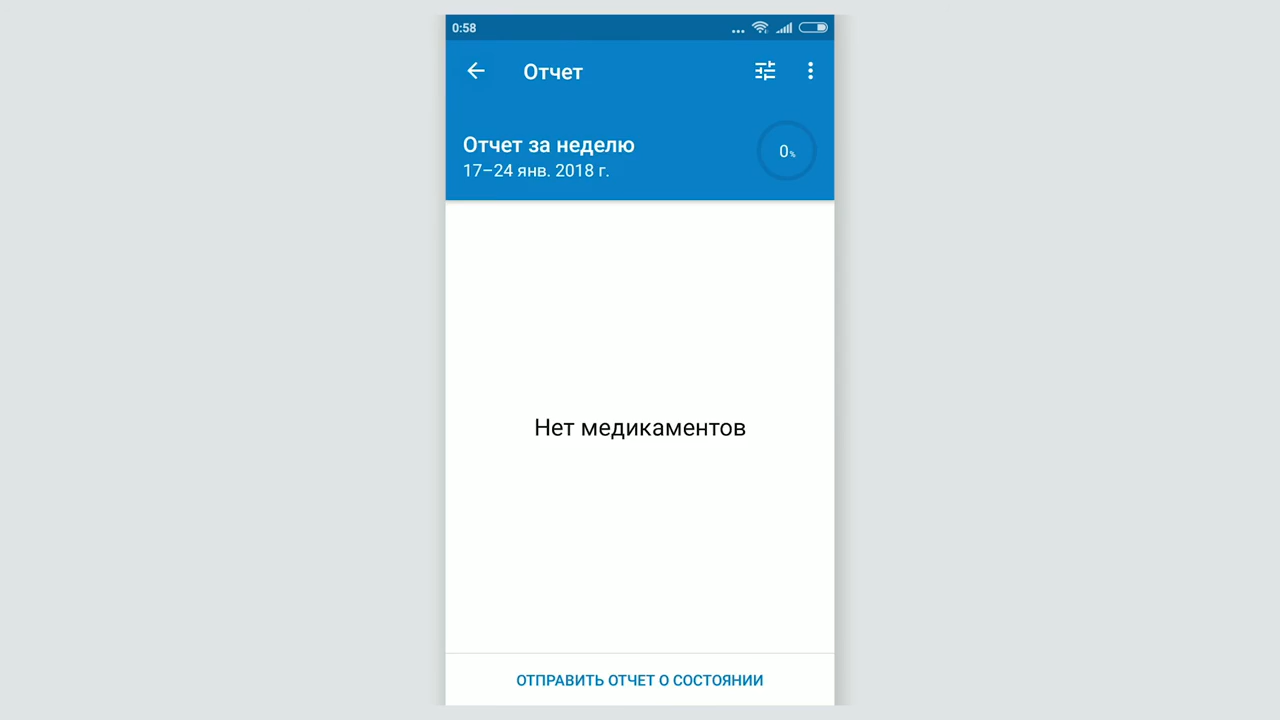 0:58
Отчет
Отчет за неделю
0%
17–24 янв. 2018 г.
Нет медикаментов
ОТПРАВИТЬ ОТЧЕТ О СОСТОЯНИИ